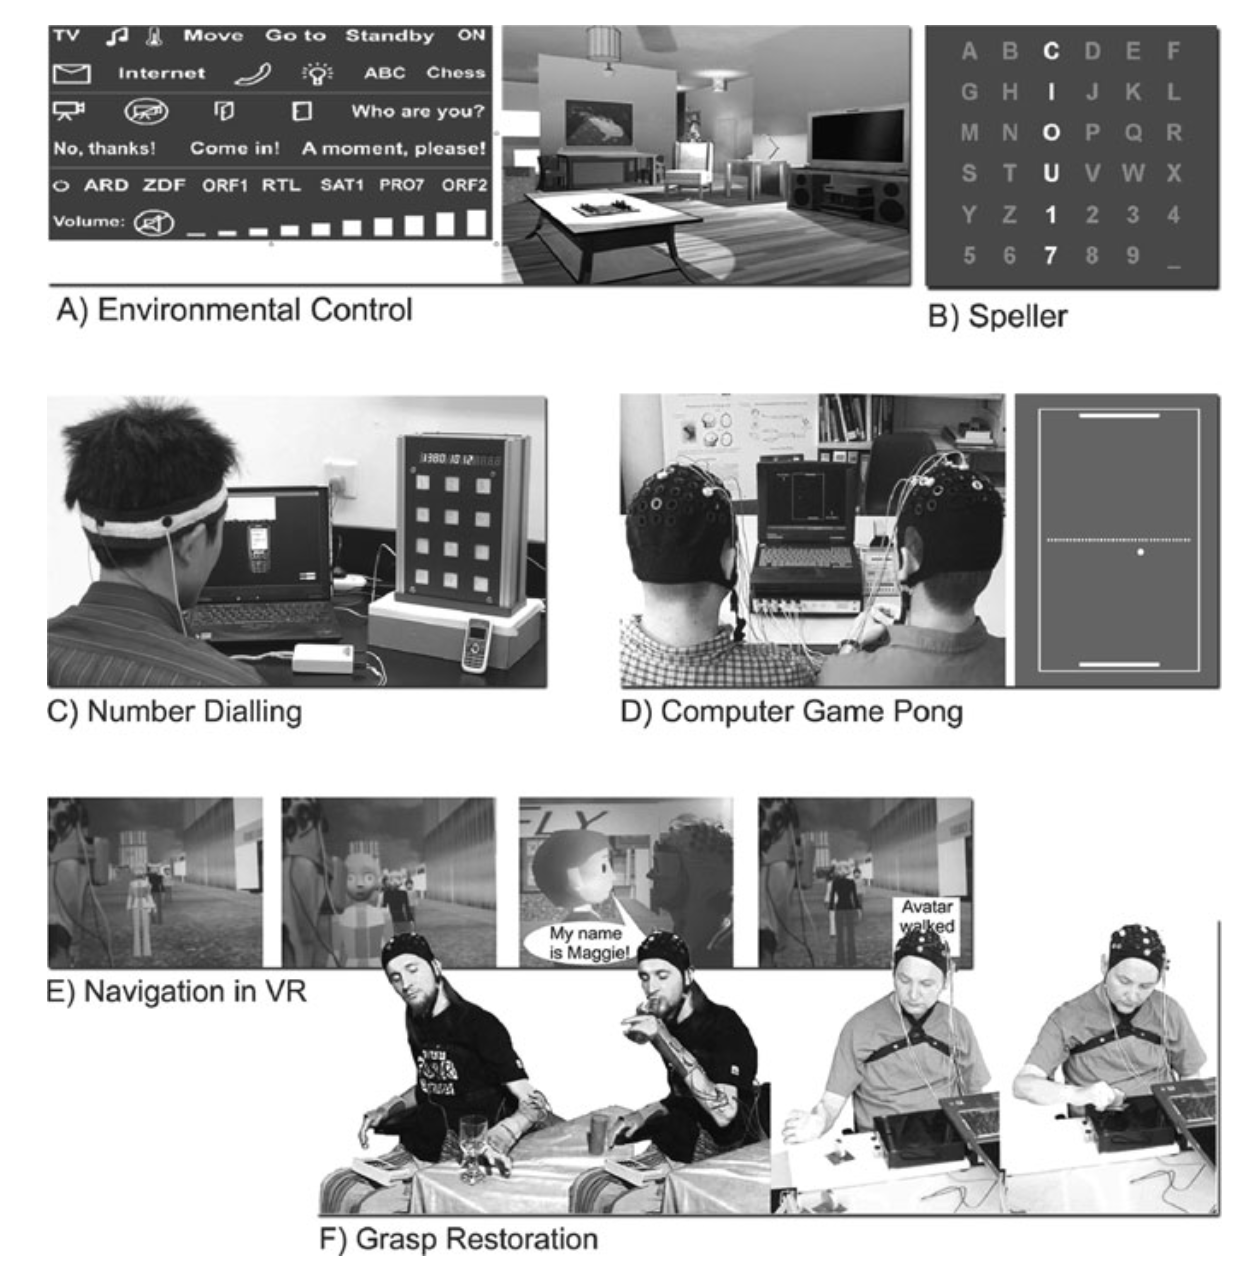 TV Move Go to Standby ON
Internet ABC Chess
Who are you?
No, thanks! Come in! A moment, please!
ARD ZDF ORF1 RTL SAT1 PRO7 ORF2
Volume:
A) Environmental Control
A B C D E F
G H I J K L
M N O P Q R
S T U V W X
Y Z 1 2 3 4
5 6 7 8 9 _
B) Speller
C) Number Dialling
D) Computer Game Pong
FLY
My name
is Maggie!
Avatar
walked
E) Navigation in VR
F) Grasp Restoration